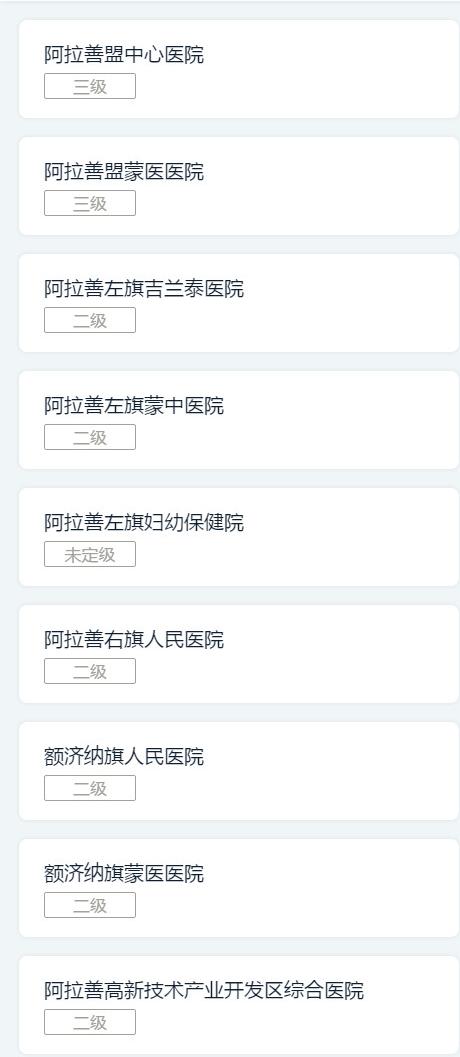 阿拉善盟中心医院
三级
阿拉善盟蒙医医院
三级
阿拉善左旗吉兰泰医院
二级
阿拉善左旗蒙中医院
二级
阿拉善左旗妇幼保健院
未定级
阿拉善右旗人民医院
二级
额济纳旗人民医院
二级
额济纳旗蒙医医院
二级
阿拉善高新技术产业开发区综合医院
二级